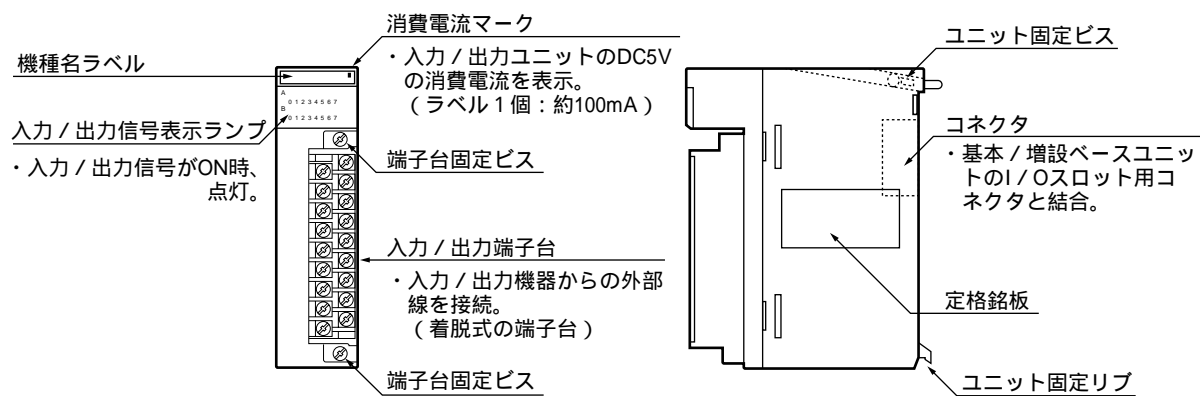 消費電流マーク
・入力 / 出力ユニットのDC5V
の消費電流を表示。
( ラベル 1 個 : 約100mA )
機種名ラベル
A
0 1 2 3 4 5 6 7
B
0 1 2 3 4 5 6 7
入力 / 出力信号表示ランプ
・入力 / 出力信号がON時、
点灯。
端子台固定ビス
入力 / 出力端子台
・入力 / 出力機器からの外部
線を接続。
( 着脱式の端子台 )
端子台固定ビス
ユニット固定ビス
コネクタ
・基本 / 増設ベースユニッ
トのI / Oスロット用コ
ネクタと結合。
定格銘板
ユニット固定リブ